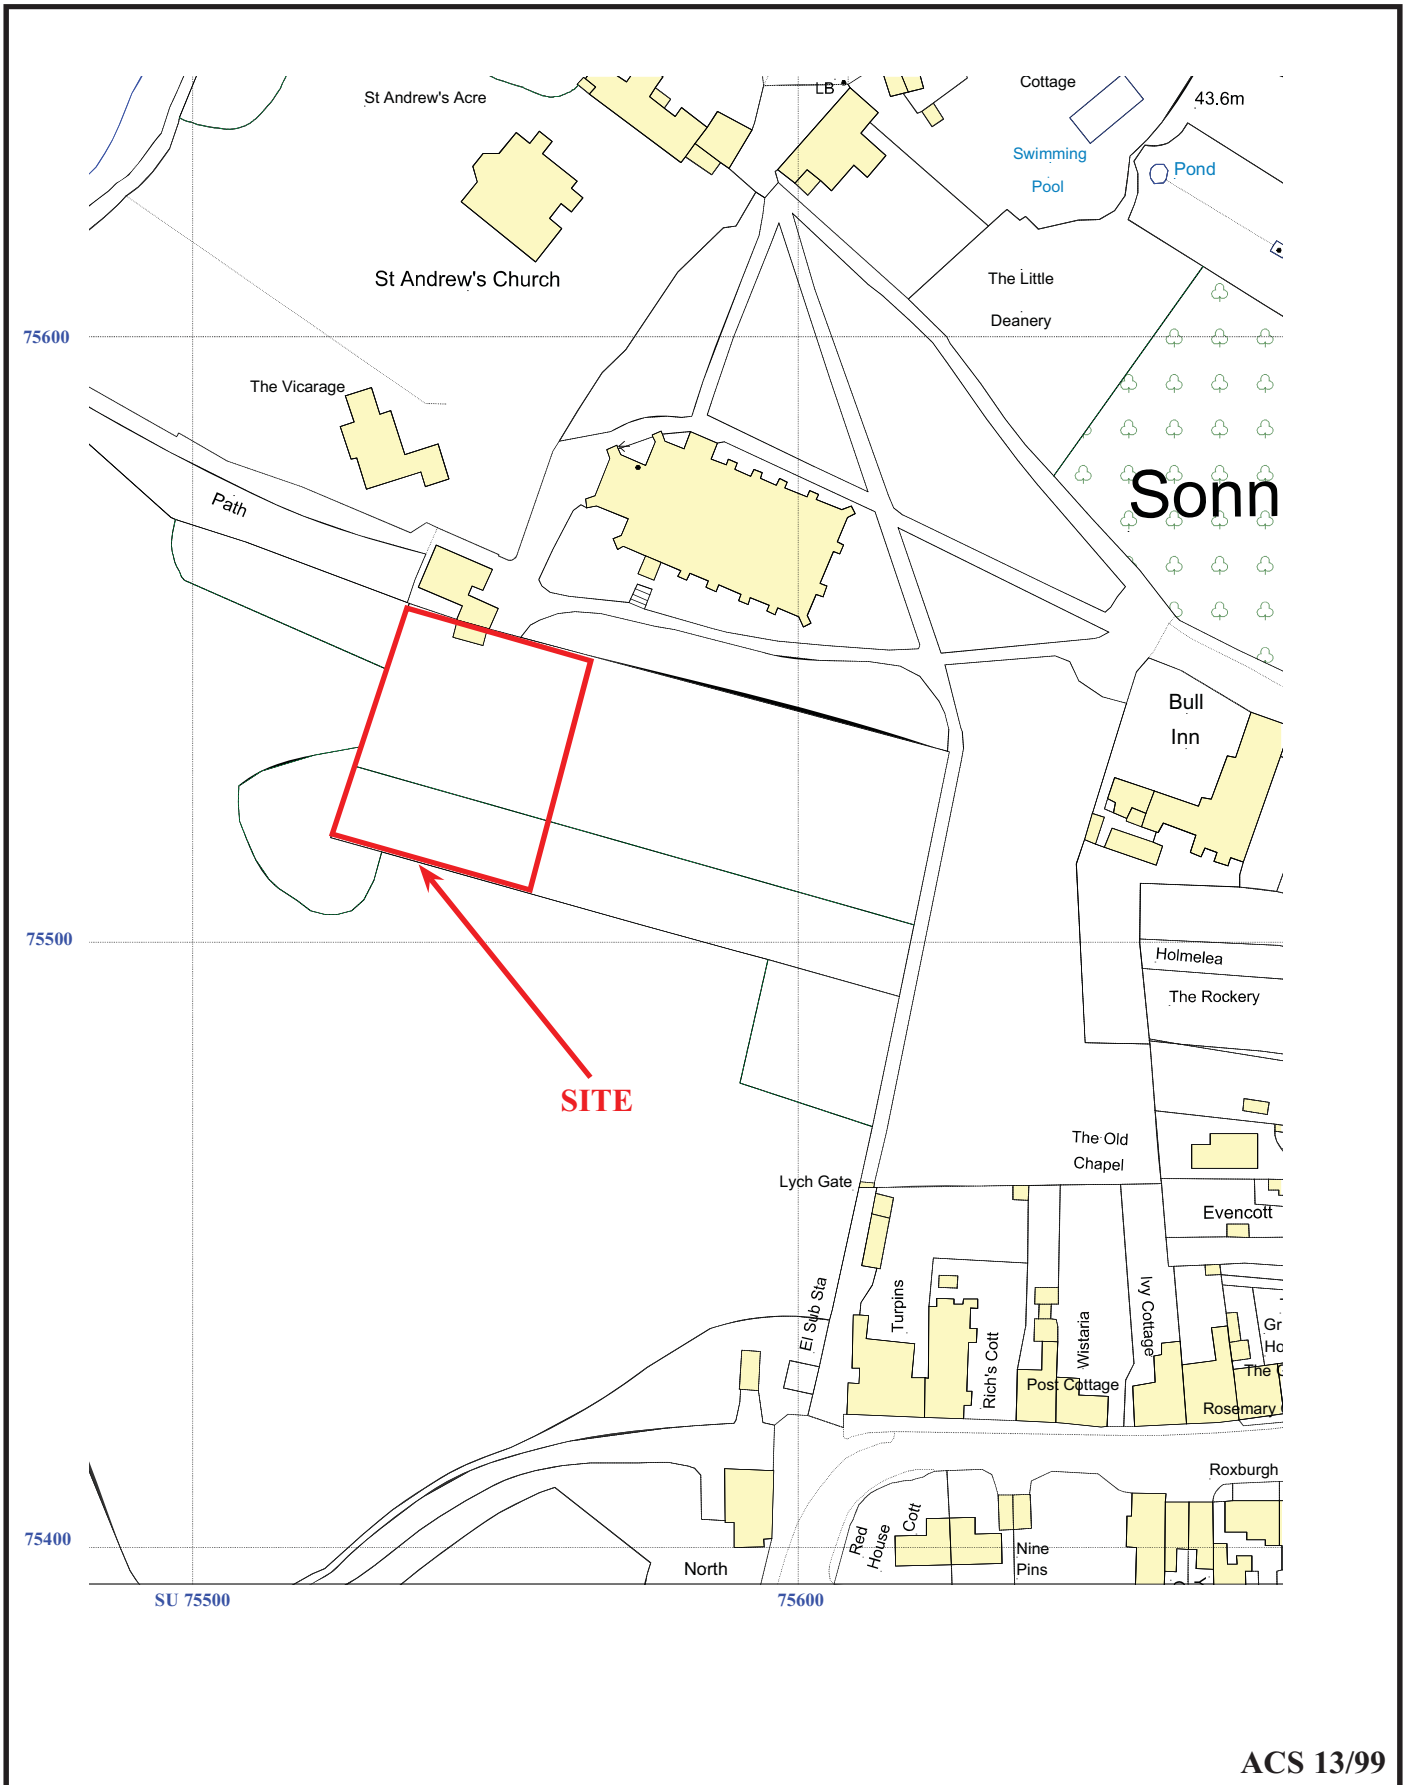 St Andrew's Acre
LB
Cottage
43.6m
Swimming
Pool
Pond
St Andrew's Church
The Little
Deanery
75600
The Vicarage
Path
Sonn
Bull
Inn
75500
Holmelea
The Rockery
SITE
The Old
Chapel
Lych Gate
Evencott
El Sub Sta
Turpins
Rich's Cott
Wistaria
Ivy Cottage
Post Cottage
Gr
Ho
The G
Rosemary
Roxburgh
75400
North
Red
House
Cott
Nine
Pins
SU 75500
75600
ACS 13/99